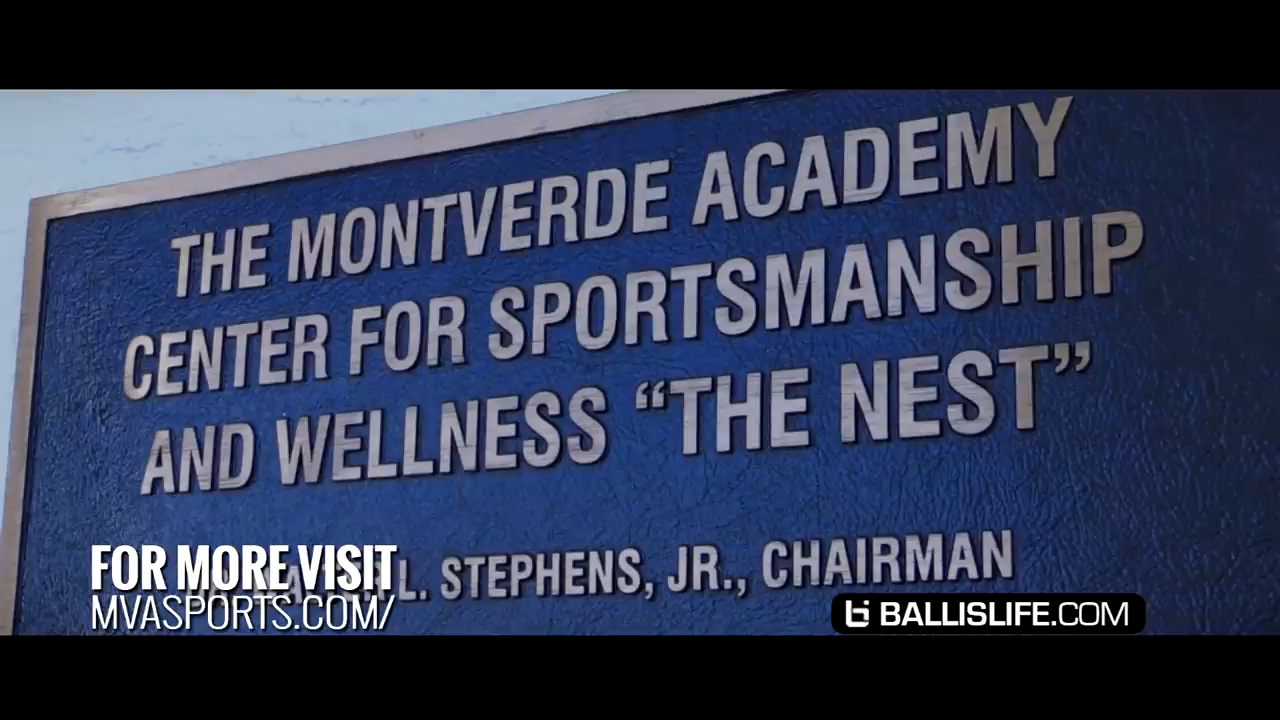 THE MONTVERDE ACADEMY
CENTER FOR SPORTSMANSHIP
AND WELLNESS “THE NEST”
L. STEPHENS, JR., CHAIRMAN
FOR MORE VISIT
MVASPORTS.COM/
BALLISLIFE.COM